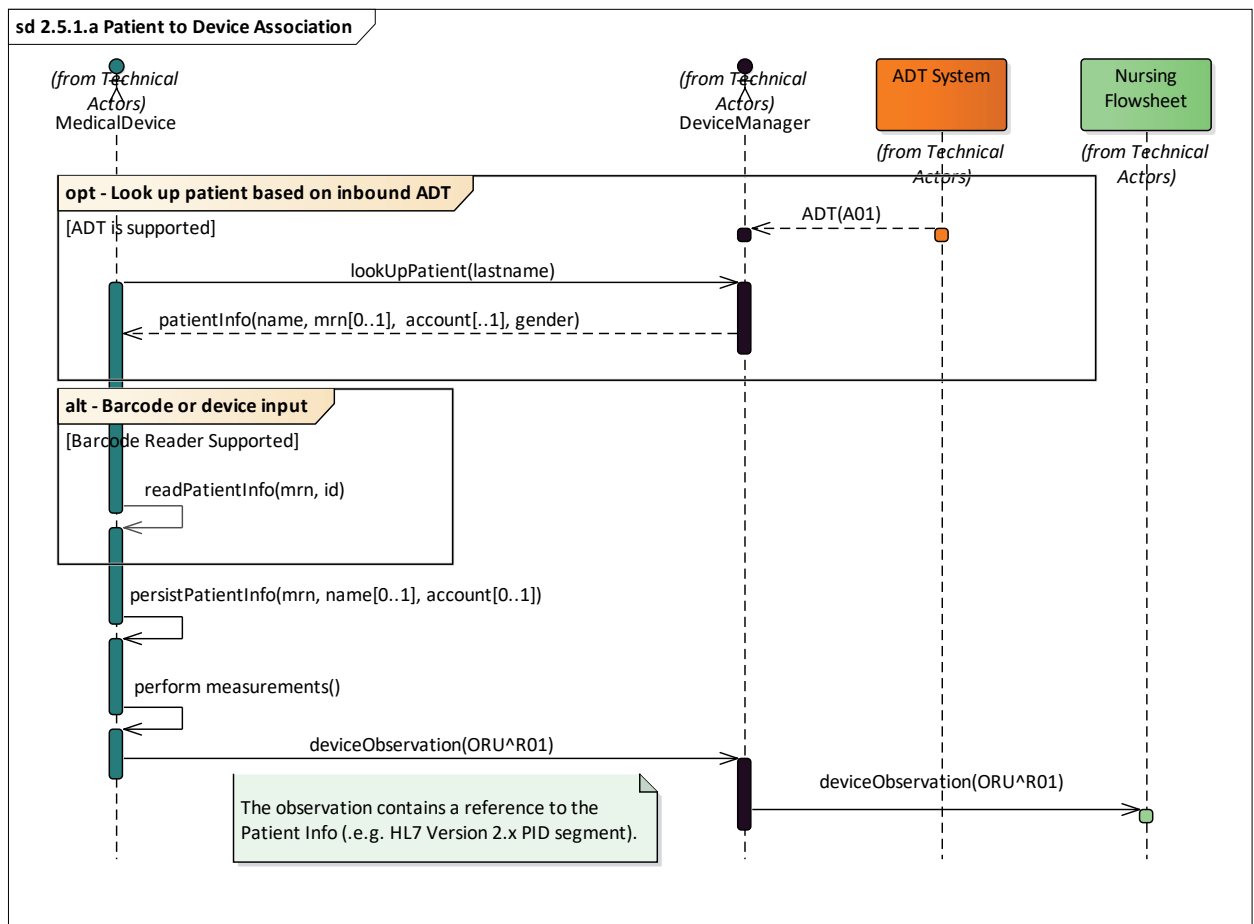 sd 2.5.1.a Patient to Device Association
(from Technical
Actors)
MedicalDevice
(from Technical
Actors)
DeviceManager
ADT System
(from Technical
Actors)
Nursing
Flowsheet
(from Technical
Actors)
opt - Look up patient based on inbound ADT
[ADT is supported]
ADT(A01)
lookUpPatient(lastname)
patientInfo(name, mrn[0..1],  account[..1], gender)
alt - Barcode or device input
[Barcode Reader Supported]
readPatientInfo(mrn, id)
persistPatientInfo(mrn, name[0..1], account[0..1])
perform measurements()
deviceObservation(ORU^R01)
deviceObservation(ORU^R01)
The observation contains a reference to the
Patient Info (.e.g. HL7 Version 2.x PID segment).